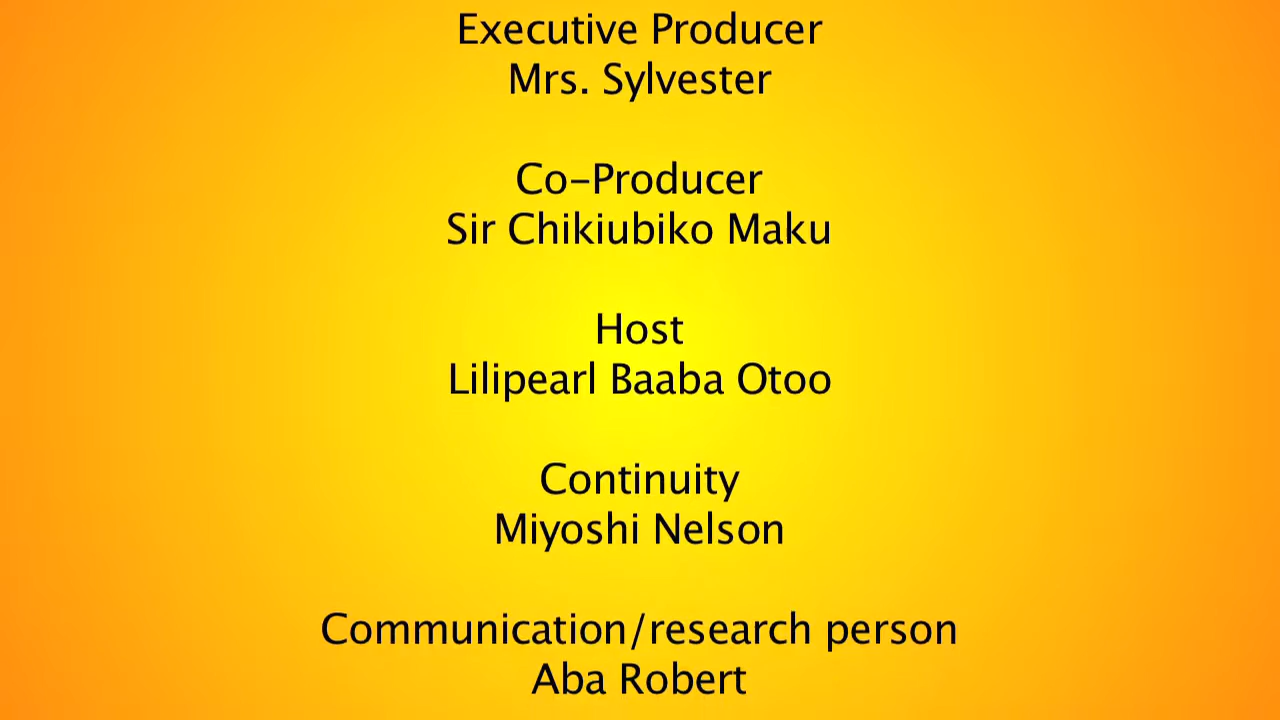 Executive Producer
Mrs. Sylvester
Co-Producer
Sir Chikiubiko Maku
Host
Lilipearl Baaba Otoo
Continuity
Miyoshi Nelson
Communication/research person
Aba Robert